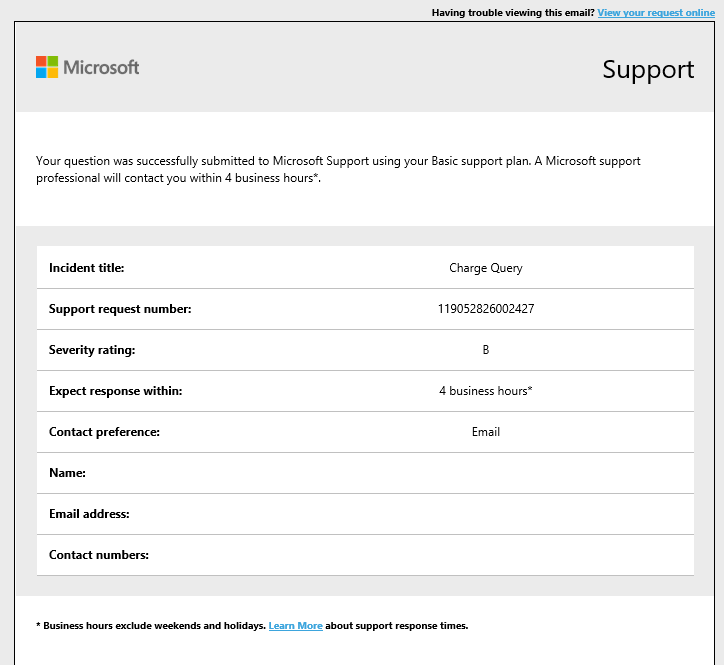 Having trouble viewing this email? View your request online
Microsoft
Support
Your question was successfully submitted to Microsoft Support using your Basic support plan. A Microsoft support
professional will contact you within 4 business hours*.
Incident title: Charge Query
Support request number: 119052826002427
Severity rating: B
Expect response within: 4 business hours*
Contact preference: Email
Name:
Email address:
Contact numbers:
* Business hours exclude weekends and holidays. Learn More about support response times.